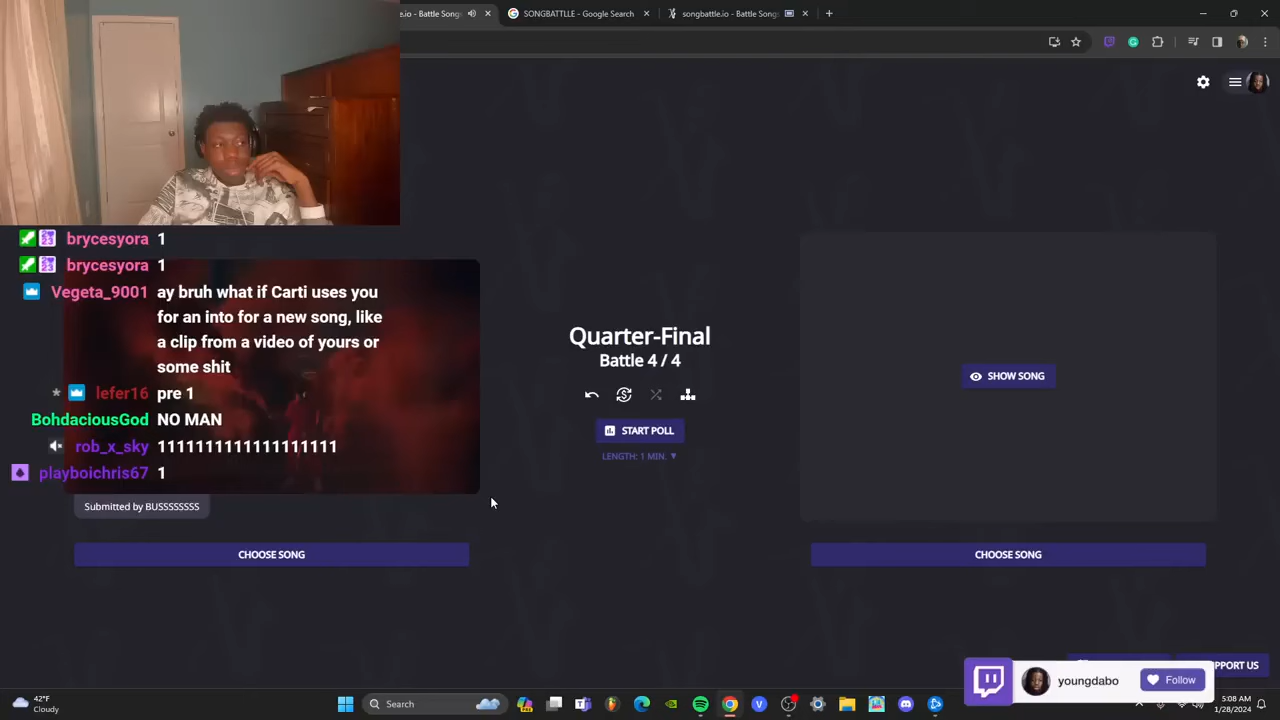 e.io - Battle Song
SONGBATTLLE - Google Search
songbattle.io - Battle Song
brycesyora 1
brycesyora 1
Vegeta_9001 ay bruh what if Carti uses you
for an into for a new song, like
a clip from a video of yours or
some shit
lefer16 pre 1
BohdaciousGod NO MAN
rob_x_sky 111111111111111111
playboichris67 1
Submitted by BUSSSSSSSS
CHOOSE SONG
Quarter-Final
Battle 4 / 4
START POLL
LENGTH: 1 MIN. ▼
SHOW SONG
CHOOSE SONG
PPORT US
youngdabo
Follow
42°F
Cloudy
Search
5:08 AM
1/28/2024